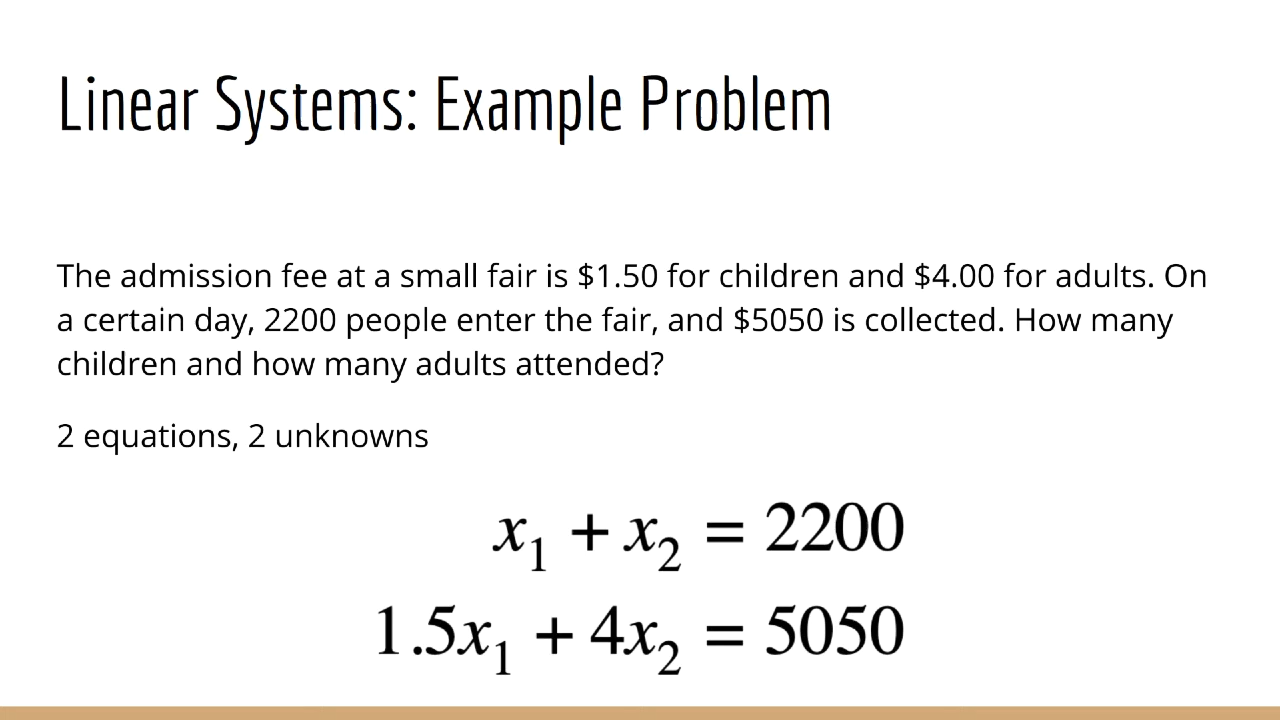 Linear Systems: Example Problem
The admission fee at a small fair is $1.50 for children and $4.00 for adults. On
a certain day, 2200 people enter the fair, and $5050 is collected. How many
children and how many adults attended?
2 equations, 2 unknowns
x₁ + x₂ = 2200
1.5x₁ + 4x₂ = 5050